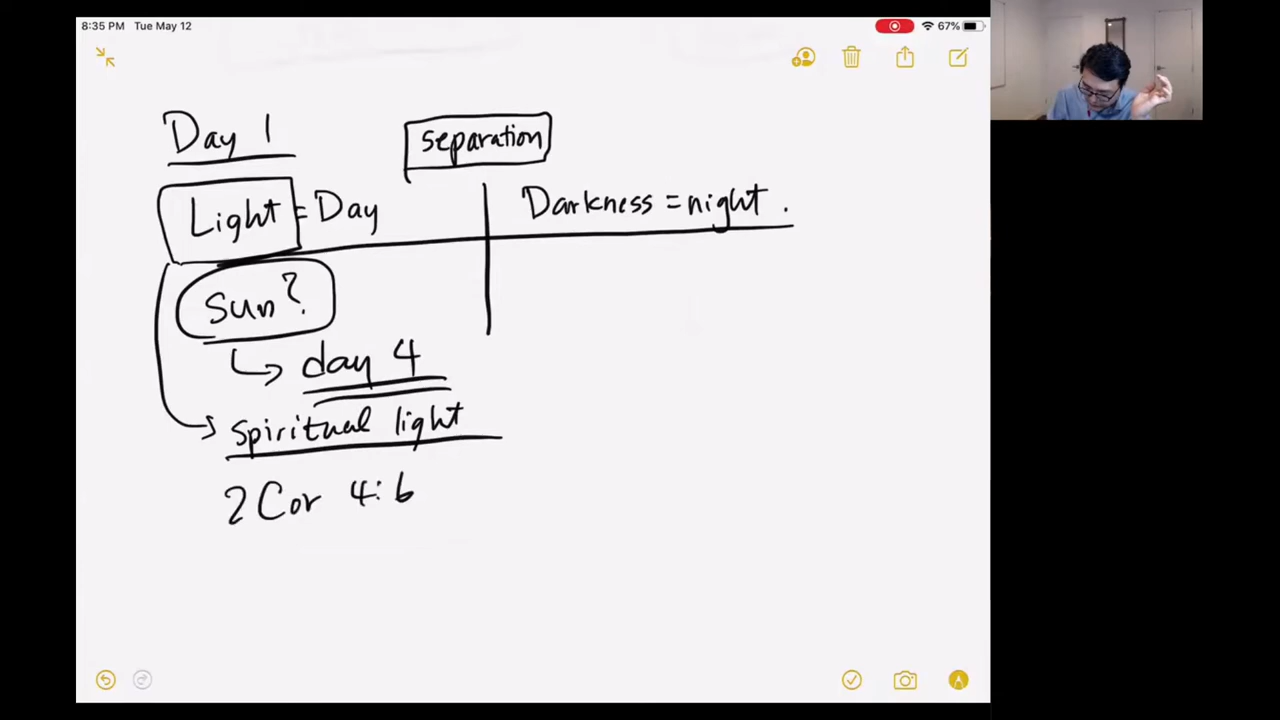 8:35 PM Tue May 12 67%
Day 1
separation
Light = Day
Darkness = night .
Sun?
day 4
spiritual light
2 Cor 4:6